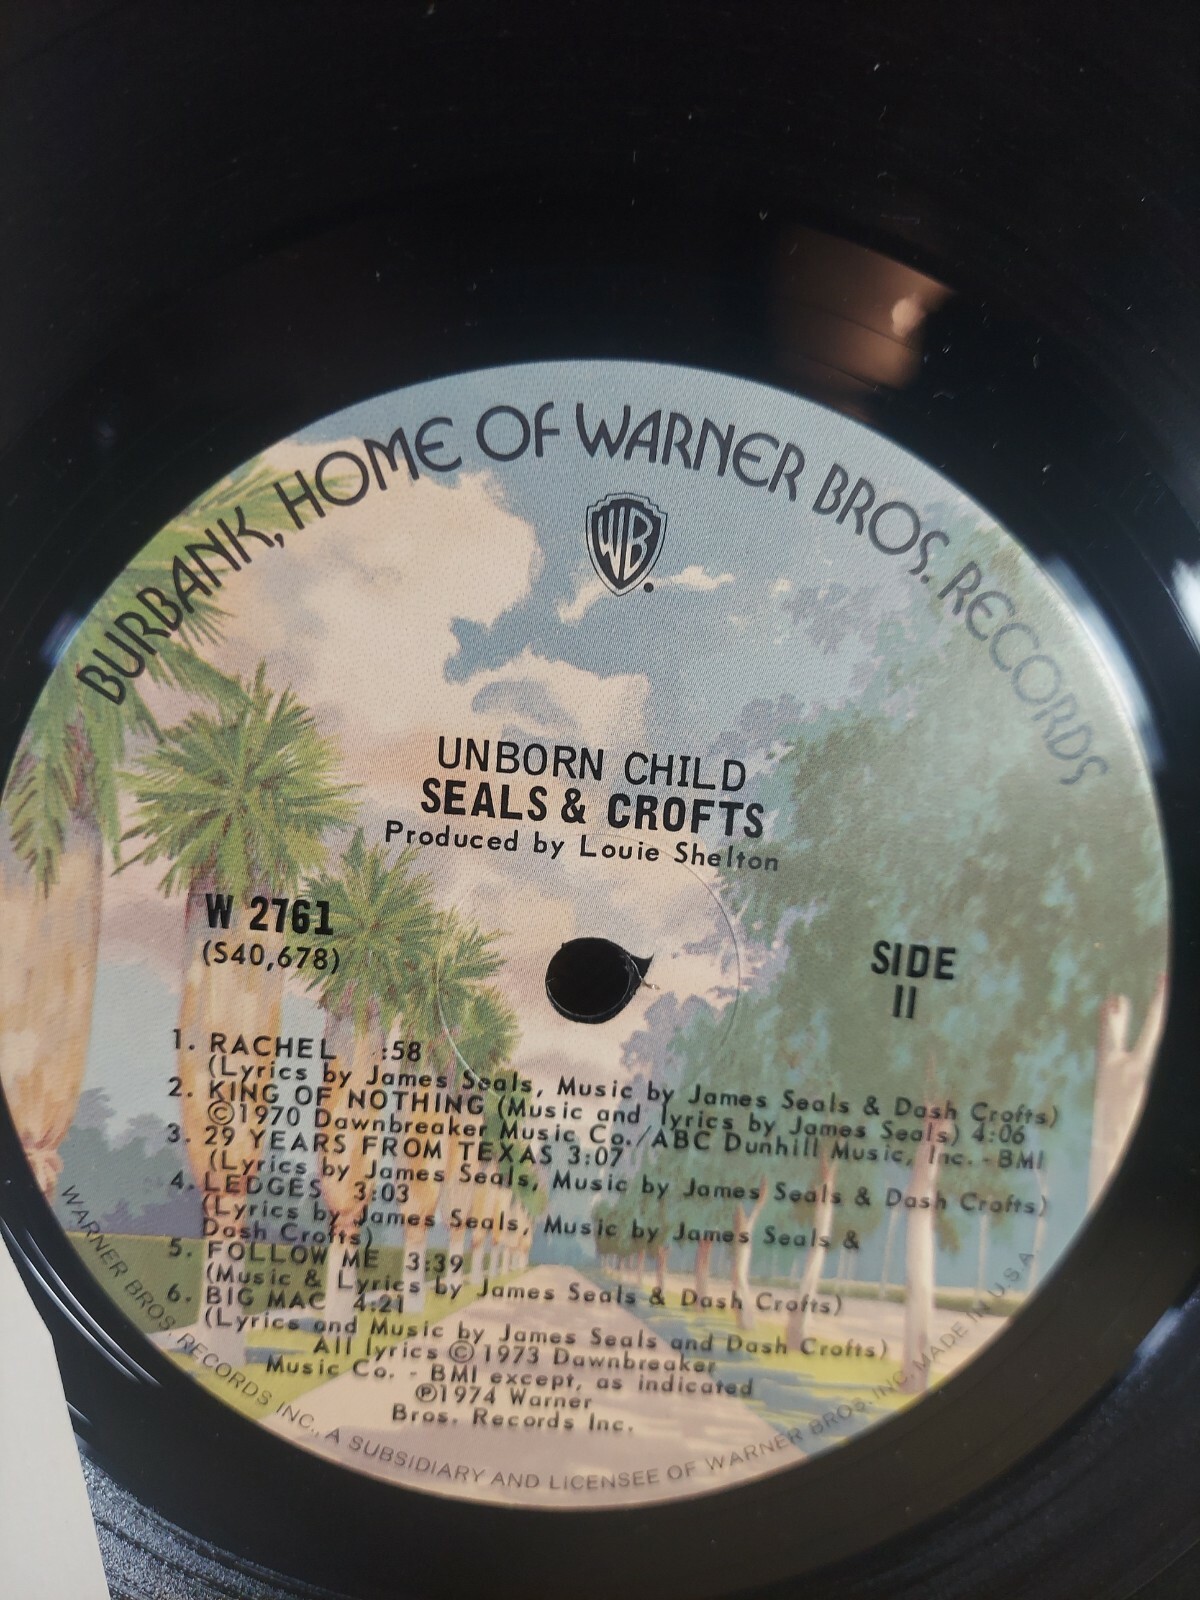 BURBANK, HOME OF WARNER BROS. RECORDS
WB
UNBORN CHILD
SEALS & CROFTS
Produced by Louie Shelton
W 2761
(S40,678)
SIDE
II
1. RACHEL :58
(Lyrics by James Seals, Music by James Seals & Dash Crofts)
2. KING OF NOTHING (Music and lyrics by James Seals) 4:06
©1970 Dawnbreaker Music Co./ABC Dunhill Music, Inc. - BMI
3. 29 YEARS FROM TEXAS 3:07
(Lyrics by James Seals, Music by James Seals & Dash Crofts)
4. LEDGES 3:03
(Lyrics by James Seals, Music by James Seals &
Dash Crofts)
5. FOLLOW ME 3:39
(Music & Lyrics by James Seals & Dash Crofts)
6. BIG MAC 4:21
(Lyrics and Music by James Seals and Dash Crofts)
All lyrics ©1973 Dawnbreaker
Music Co. - BMI except, as indicated
℗1974 Warner
Bros. Records Inc.
WARNER BROS. RECORDS INC., A SUBSIDIARY AND LICENSEE OF WARNER BROS. INC. MADE IN U.S.A.